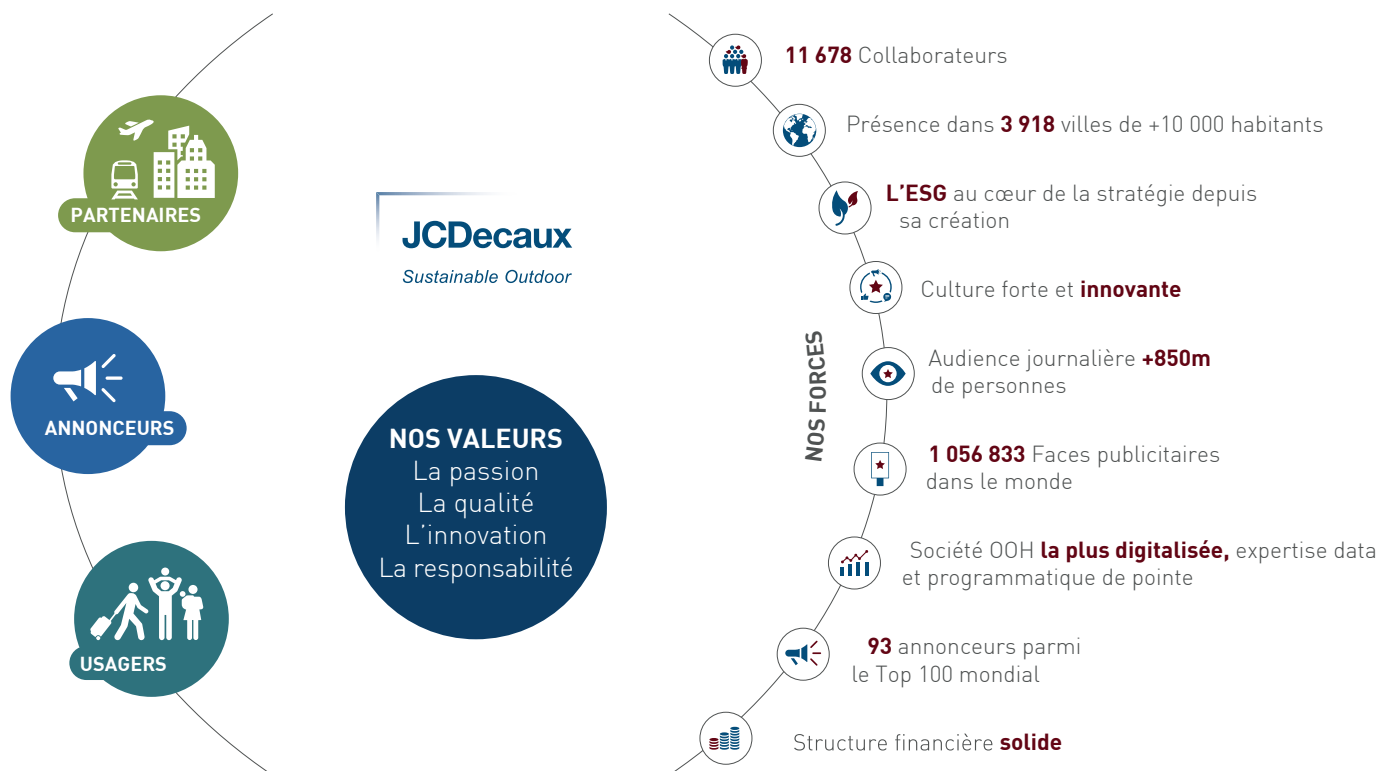 PARTENAIRES
ANNONCEURS
USAGERS
JCDecaux
Sustainable Outdoor
NOS VALEURS
La passion
La qualité
L'innovation
La responsabilité
NOS FORCES
11 678 Collaborateurs
Présence dans 3 918 villes de +10 000 habitants
L'ESG au cœur de la stratégie depuis
sa création
Culture forte et innovante
Audience journalière +850m
de personnes
1 056 833 Faces publicitaires
dans le monde
Société OOH la plus digitalisée, expertise data
et programmatique de pointe
93 annonceurs parmi
le Top 100 mondial
Structure financière solide